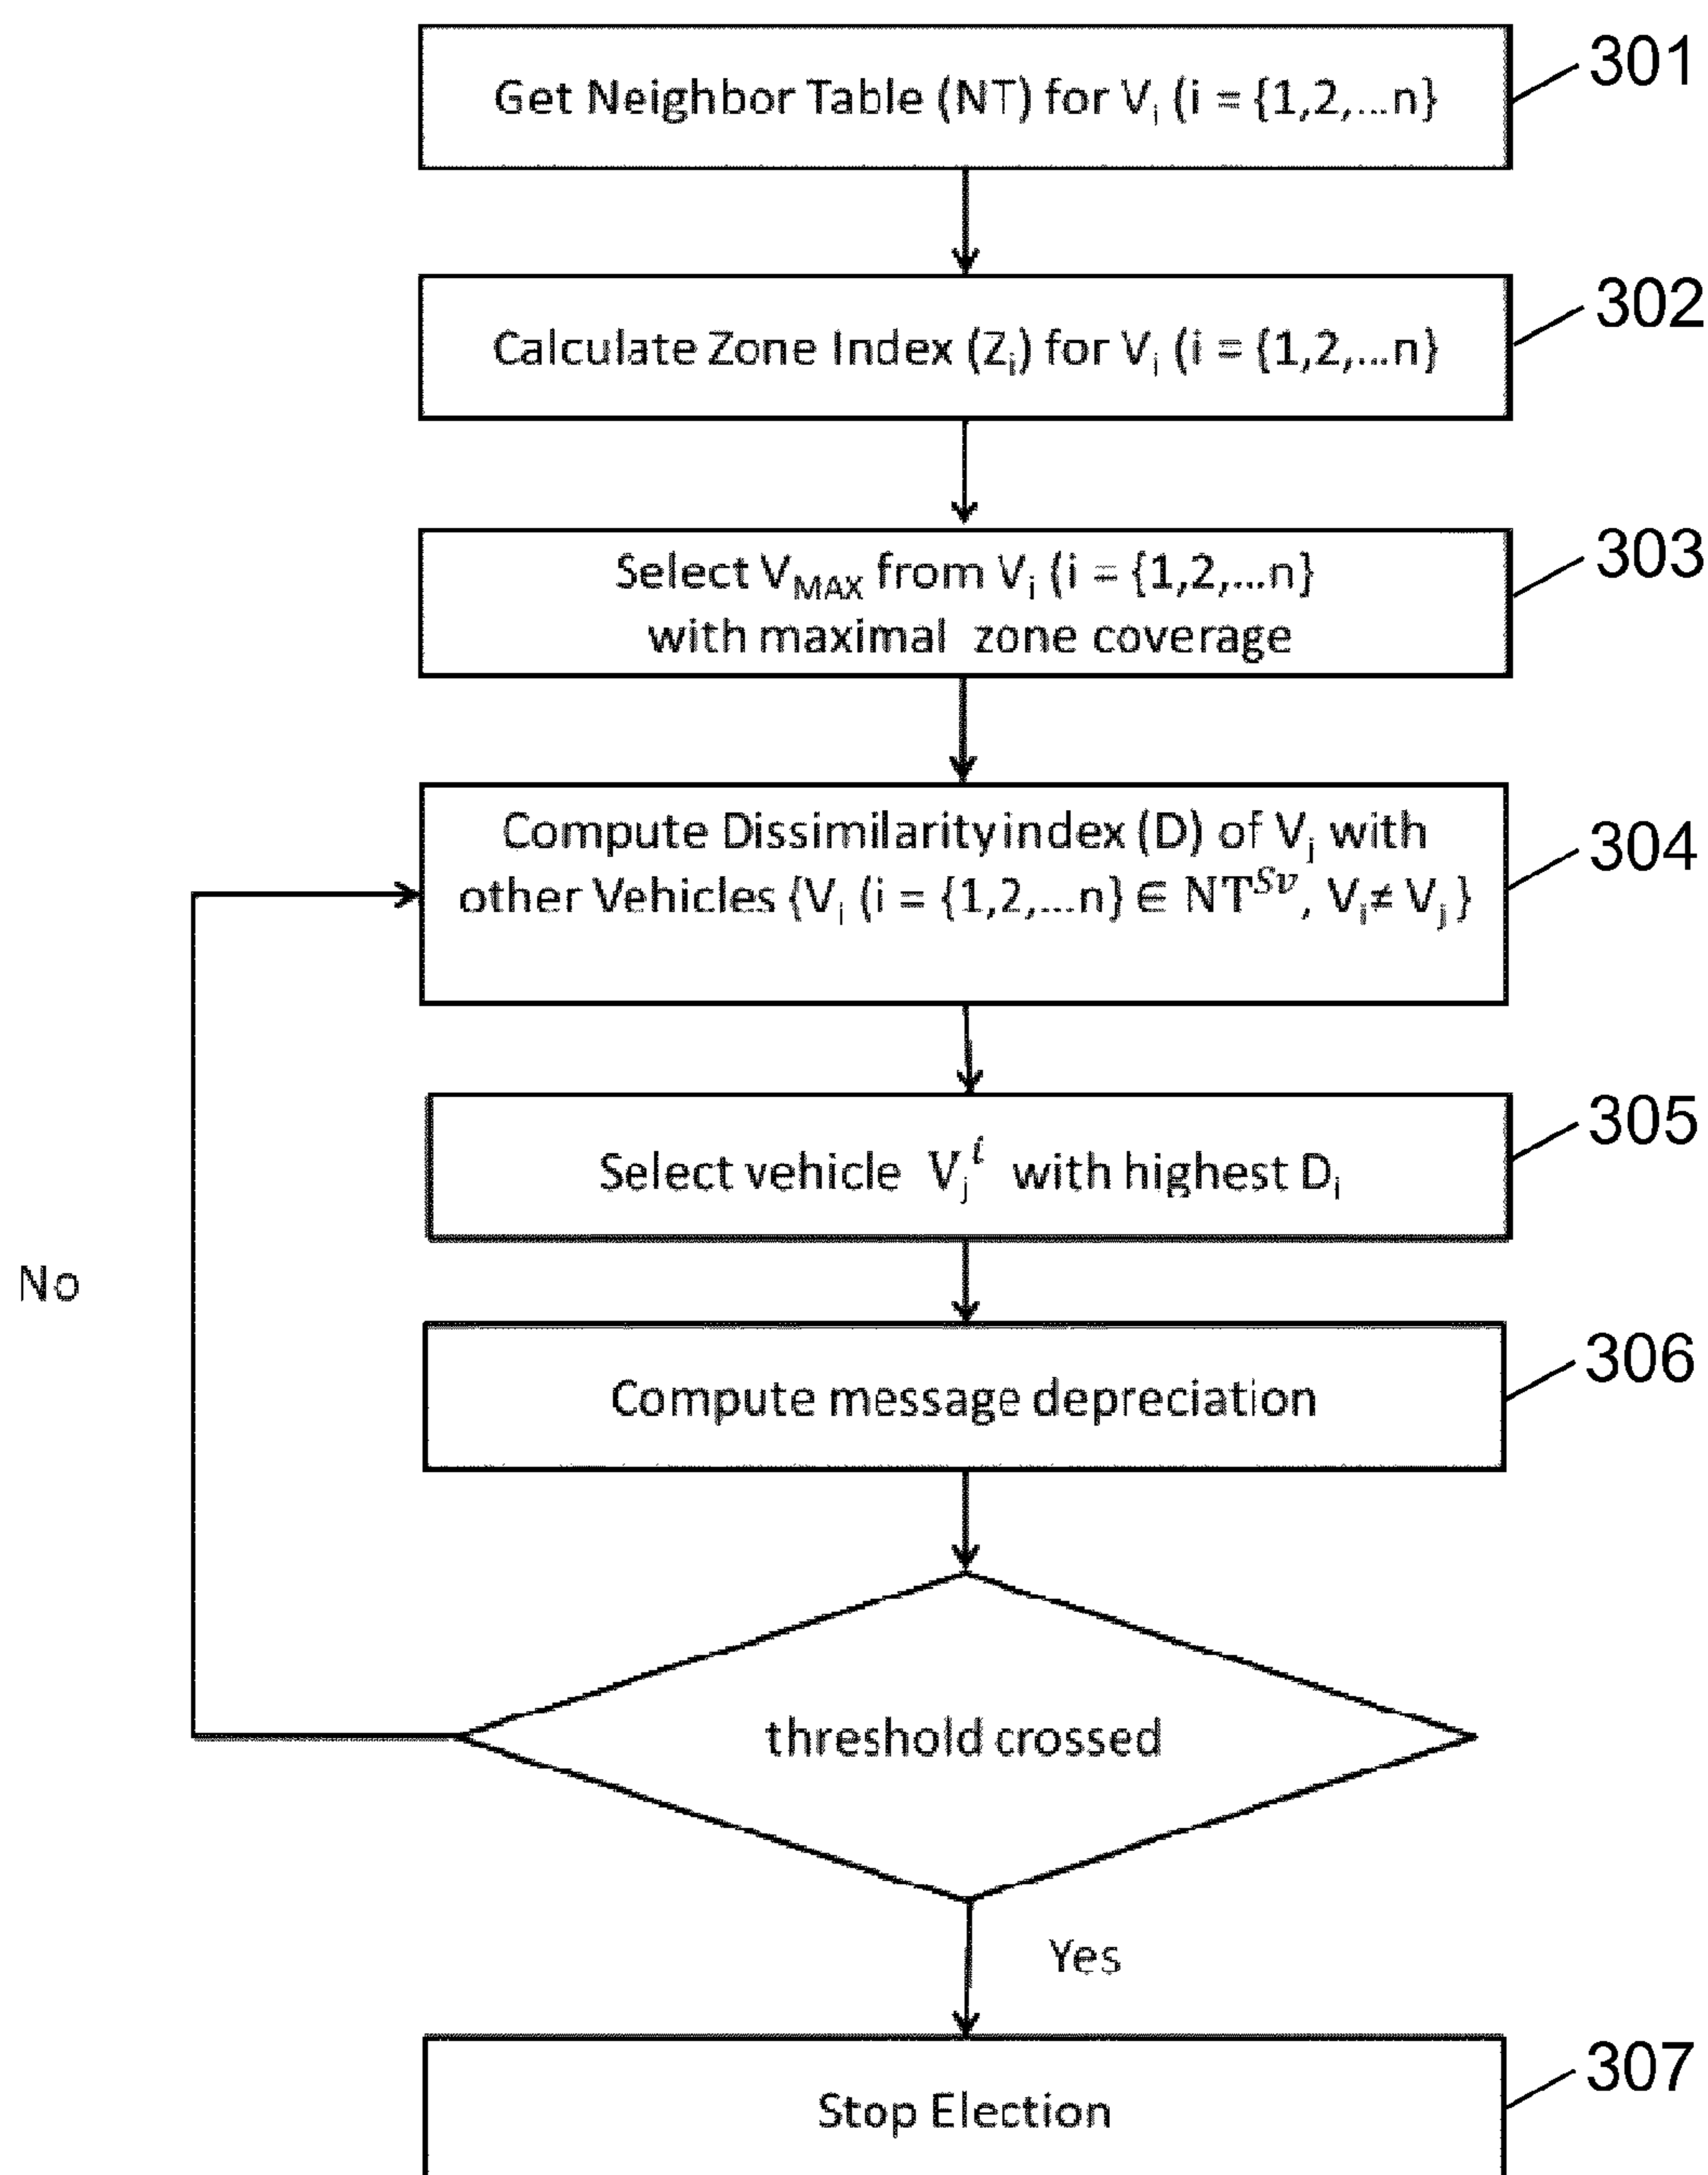 Get Neighbor Table (NT) for Vᵢ (i = {1,2,...n}
301
Calculate Zone Index (Zᵢ) for Vᵢ (i = {1,2,...n}
302
Select V_MAX from Vᵢ (i = {1,2,...n}
with maximal zone coverage
303
Compute Dissimilarity index (D) of Vⱼ with
other Vehicles {Vᵢ (i = {1,2,...n} ∈ NT^Sv, Vᵢ≠ Vⱼ}
304
Select vehicle Vⱼⁱ with highest Dᵢ
305
No
Compute message depreciation
306
threshold crossed
Yes
Stop Election
307